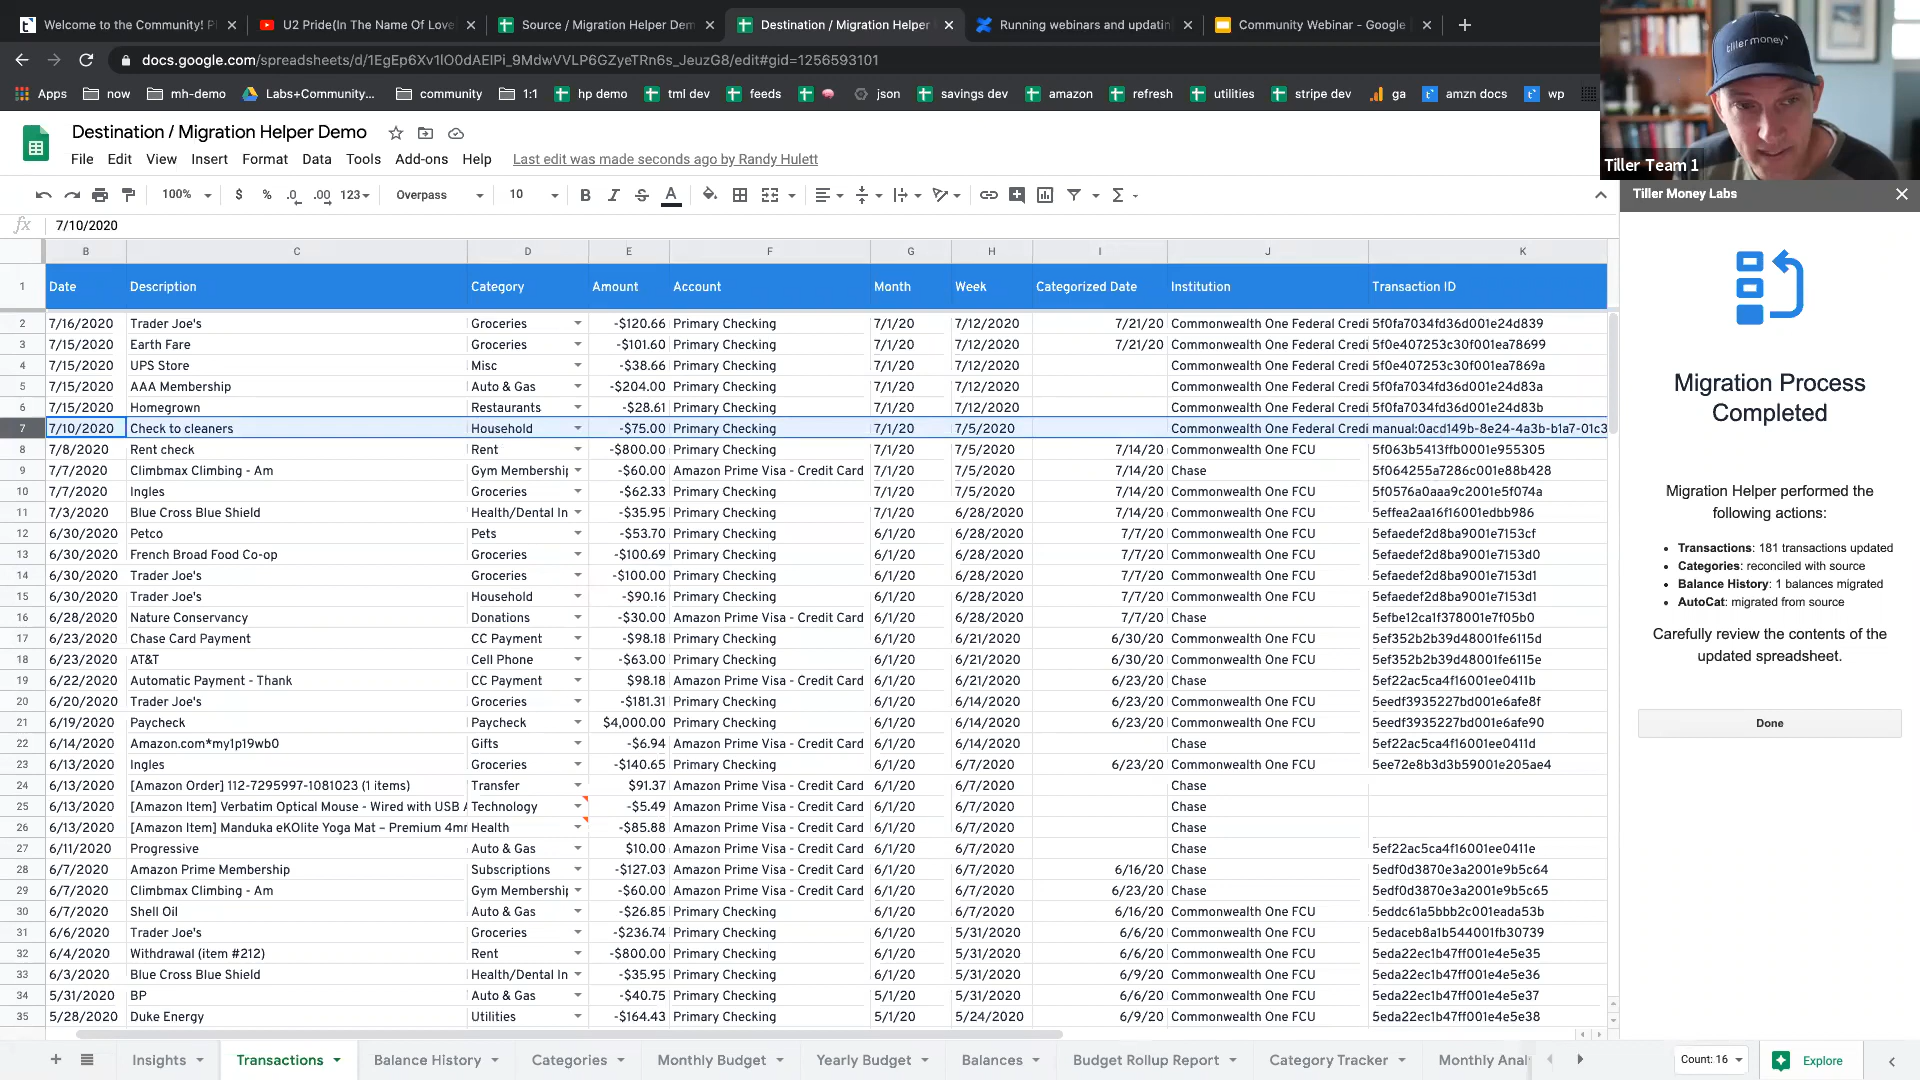 Welcome to the Community! P
U2 Pride(In The Name Of Love
Source / Migration Helper Dem
Destination / Migration Helper
Running webinars and updatin
Community Webinar - Google
docs.google.com/spreadsheets/d/1EgEp6Xv1lO0dAEIPi_9MdwVVLP6GZyeTRn6s_JeuzG8/edit#gid=1256593101
Apps now mh-demo Labs+Community... community 1:1 hp demo tml dev feeds json savings dev amazon refresh utilities stripe dev ga amzn docs wp
tiller money
Tiller Team 1
Destination / Migration Helper Demo
File Edit View Insert Format Data Tools Add-ons Help Last edit was made seconds ago by Randy Hulett
100% $ % .0 .00 123 Overpass 10 B I S A
fx 7/10/2020
B C D E F G H I J K
1 Date Description Category Amount Account Month Week Categorized Date Institution Transaction ID
2 7/16/2020 Trader Joe's Groceries -$120.66 Primary Checking 7/1/20 7/12/2020 7/21/20 Commonwealth One Federal Credi 5f0fa7034fd36d001e24d839
3 7/15/2020 Earth Fare Groceries -$101.60 Primary Checking 7/1/20 7/12/2020 7/21/20 Commonwealth One Federal Credi 5f0e407253c30f001ea78699
4 7/15/2020 UPS Store Misc -$38.66 Primary Checking 7/1/20 7/12/2020 Commonwealth One Federal Credi 5f0e407253c30f001ea7869a
5 7/15/2020 AAA Membership Auto & Gas -$204.00 Primary Checking 7/1/20 7/12/2020 Commonwealth One Federal Credi 5f0fa7034fd36d001e24d83a
6 7/15/2020 Homegrown Restaurants -$28.61 Primary Checking 7/1/20 7/12/2020 Commonwealth One Federal Credi 5f0fa7034fd36d001e24d83b
7 7/10/2020 Check to cleaners Household -$75.00 Primary Checking 7/1/20 7/5/2020 Commonwealth One Federal Credi manual:0acd149b-8e24-4a3b-b1a7-01c3
8 7/8/2020 Rent check Rent -$800.00 Primary Checking 7/1/20 7/5/2020 7/14/20 Commonwealth One FCU 5f063b5413ffb0001e955305
9 7/7/2020 Climbmax Climbing - Am Gym Membership -$60.00 Amazon Prime Visa - Credit Card 7/1/20 7/5/2020 7/14/20 Chase 5f064255a7286c001e88b428
10 7/7/2020 Ingles Groceries -$62.33 Primary Checking 7/1/20 7/5/2020 7/14/20 Commonwealth One FCU 5f0576a0aaa9c2001e5f074a
11 7/3/2020 Blue Cross Blue Shield Health/Dental In -$35.95 Primary Checking 7/1/20 6/28/2020 7/14/20 Commonwealth One FCU 5effea2aa16f16001edbb986
12 6/30/2020 Petco Pets -$53.70 Primary Checking 6/1/20 6/28/2020 7/7/20 Commonwealth One FCU 5efaedef2d8ba9001e7153cf
13 6/30/2020 French Broad Food Co-op Groceries -$100.69 Primary Checking 6/1/20 6/28/2020 7/7/20 Commonwealth One FCU 5efaedef2d8ba9001e7153d0
14 6/30/2020 Trader Joe's Groceries -$100.00 Primary Checking 6/1/20 6/28/2020 7/7/20 Commonwealth One FCU 5efaedef2d8ba9001e7153d1
15 6/30/2020 Trader Joe's Household -$90.16 Primary Checking 6/1/20 6/28/2020 7/7/20 Commonwealth One FCU 5efaedef2d8ba9001e7153d1
16 6/28/2020 Nature Conservancy Donations -$30.00 Amazon Prime Visa - Credit Card 6/1/20 6/28/2020 7/7/20 Chase 5efbe12ca1f378001e7f05b0
17 6/23/2020 Chase Card Payment CC Payment -$98.18 Primary Checking 6/1/20 6/21/2020 6/30/20 Commonwealth One FCU 5ef352b2b39d48001fe6115d
18 6/23/2020 AT&T Cell Phone -$63.00 Primary Checking 6/1/20 6/21/2020 6/30/20 Commonwealth One FCU 5ef352b2b39d48001fe6115e
19 6/22/2020 Automatic Payment - Thank CC Payment $98.18 Amazon Prime Visa - Credit Card 6/1/20 6/21/2020 6/23/20 Chase 5ef22ac5ca4f16001ee0411b
20 6/20/2020 Trader Joe's Groceries -$181.31 Primary Checking 6/1/20 6/14/2020 6/23/20 Commonwealth One FCU 5eedf3935227bd001e6afe8f
21 6/19/2020 Paycheck Paycheck $4,000.00 Primary Checking 6/1/20 6/14/2020 6/23/20 Commonwealth One FCU 5eedf3935227bd001e6afe90
22 6/14/2020 Amazon.com*my1p19wb0 Gifts -$6.94 Amazon Prime Visa - Credit Card 6/1/20 6/14/2020 Chase 5ef22ac5ca4f16001ee0411d
23 6/13/2020 Ingles Groceries -$140.65 Primary Checking 6/1/20 6/7/2020 6/23/20 Commonwealth One FCU 5ee72e8b3d3b59001e205ae4
24 6/13/2020 [Amazon Order] 112-7295997-1081023 (1 items) Transfer $91.37 Amazon Prime Visa - Credit Card 6/1/20 6/7/2020 Chase
25 6/13/2020 [Amazon Item] Verbatim Optical Mouse - Wired with USB A Technology -$5.49 Amazon Prime Visa - Credit Card 6/1/20 6/7/2020 Chase
26 6/13/2020 [Amazon Item] Manduka eKOlite Yoga Mat – Premium 4mm Health -$85.88 Amazon Prime Visa - Credit Card 6/1/20 6/7/2020 Chase
27 6/11/2020 Progressive Auto & Gas $10.00 Amazon Prime Visa - Credit Card 6/1/20 6/7/2020 Chase 5ef22ac5ca4f16001ee0411e
28 6/7/2020 Amazon Prime Membership Subscriptions -$127.03 Amazon Prime Visa - Credit Card 6/1/20 6/7/2020 6/16/20 Chase 5edf0d3870e3a2001e9b5c64
29 6/7/2020 Climbmax Climbing - Am Gym Membership -$60.00 Amazon Prime Visa - Credit Card 6/1/20 6/7/2020 6/23/20 Chase 5edf0d3870e3a2001e9b5c65
30 6/7/2020 Shell Oil Auto & Gas -$26.85 Primary Checking 6/1/20 6/7/2020 6/16/20 Commonwealth One FCU 5eddc61a5bbb2c001eada53b
31 6/6/2020 Trader Joe's Groceries -$236.74 Primary Checking 6/1/20 5/31/2020 6/6/20 Commonwealth One FCU 5edaceb8a1b544001fb30739
32 6/4/2020 Withdrawal (item #212) Rent -$800.00 Primary Checking 6/1/20 5/31/2020 6/6/20 Commonwealth One FCU 5eda22ec1b47ff001e4e5e35
33 6/3/2020 Blue Cross Blue Shield Health/Dental In -$35.95 Primary Checking 6/1/20 5/31/2020 6/9/20 Commonwealth One FCU 5eda22ec1b47ff001e4e5e36
34 5/31/2020 BP Auto & Gas -$40.75 Primary Checking 5/1/20 5/31/2020 6/6/20 Commonwealth One FCU 5eda22ec1b47ff001e4e5e37
35 5/28/2020 Duke Energy Utilities -$164.43 Primary Checking 5/1/20 5/24/2020 6/9/20 Commonwealth One FCU 5eda22ec1b47ff001e4e5e38
Insights Transactions Balance History Categories Monthly Budget Yearly Budget Balances Budget Rollup Report Category Tracker Monthly Anal Count: 16 Explore
Tiller Money Labs
Migration Process
Completed
Migration Helper performed the
following actions:
• Transactions: 181 transactions updated
• Categories: reconciled with source
• Balance History: 1 balances migrated
• AutoCat: migrated from source
Carefully review the contents of the
updated spreadsheet.
Done